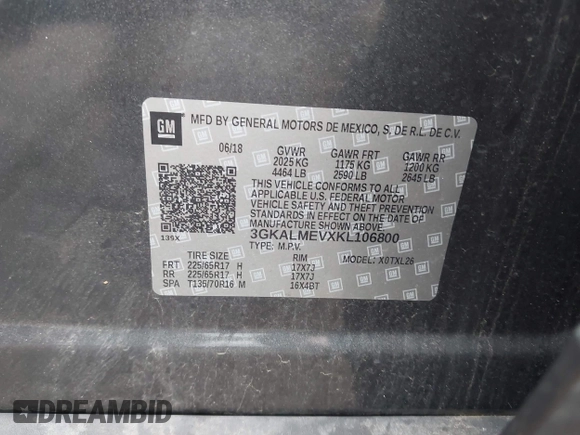 GM
MFD BY GENERAL MOTORS DE MEXICO, S. DE R.L. DE C.V.
06/18 GVWR GAWR FRT GAWR RR
2025 KG 1175 KG 1200 KG
4464 LB 2590 LB 2645 LB
THIS VEHICLE CONFORMS TO ALL
APPLICABLE U.S. FEDERAL MOTOR
VEHICLE SAFETY AND THEFT PREVENTION
STANDARDS IN EFFECT ON THE DATE OF
MANUFACTURE SHOWN ABOVE.
3GKALMEVXKL106800
139X
TYPE: M.P.V. MODEL: X0TXL26
TIRE SIZE RIM
FRT 225/65R17 H 17X7J
RR 225/65R17 H 17X7J
SPA T135/70R16 M 16X4BT
DREAMBID